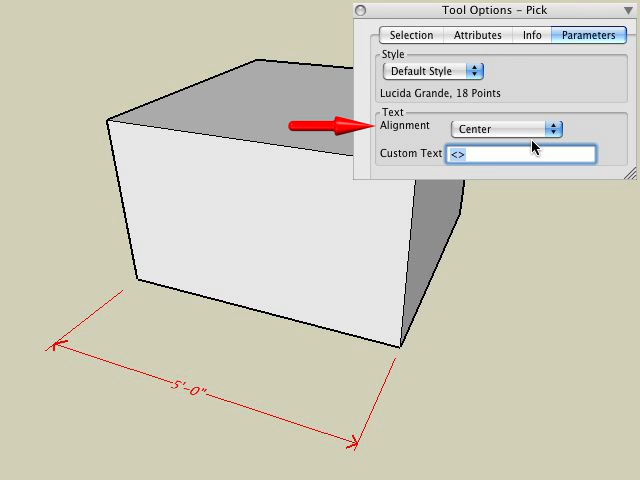 Tool Options - Pick
Selection Attributes Info Parameters
Style
Default Style
Lucida Grande, 18 Points
Text
Alignment Center
Custom Text <>
5'-0"